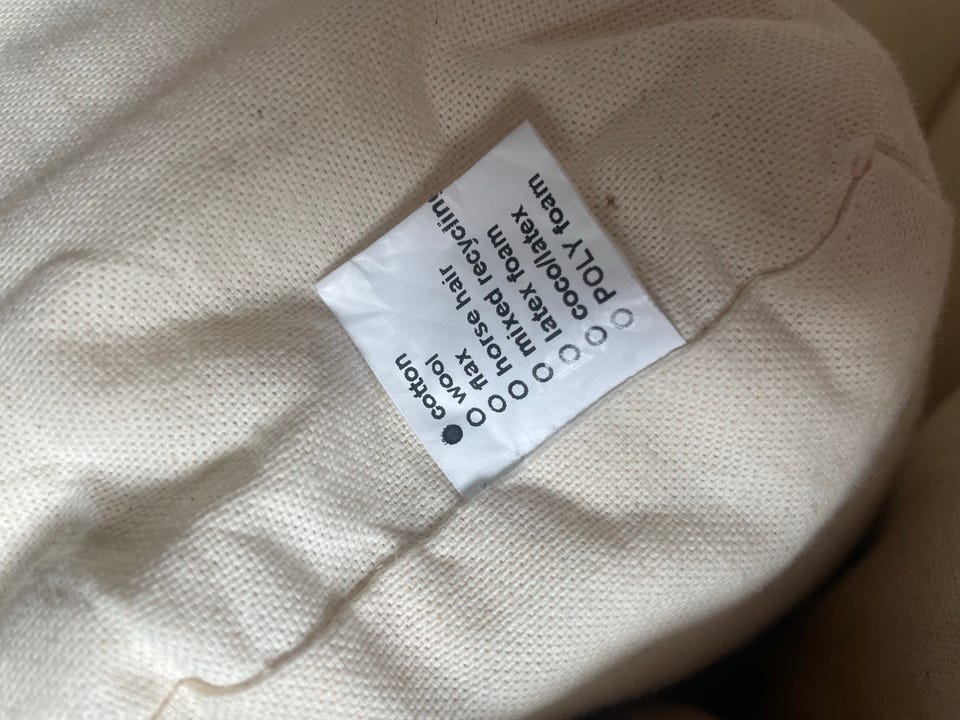 ● cotton
○ wool
○ flax
○ horse hair
○ mixed recycling
○ latex foam
○ coco/latex
○ POLY foam